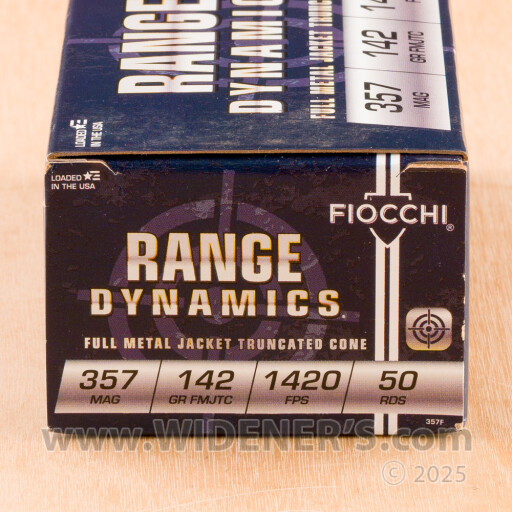 RANGE
DYNAMICS
FULL METAL JACKET TRUNC
357
MAG
142
GR FMJTC
14
F
LOADED
IN THE USA
LOADED
IN THE USA
FIOCCHI®
RANGE
DYNAMICS
FULL METAL JACKET TRUNCATED CONE
357 142 1420 50
MAG GR FMJTC FPS RDS
357F
www.WIDENER'S.com
© 2025